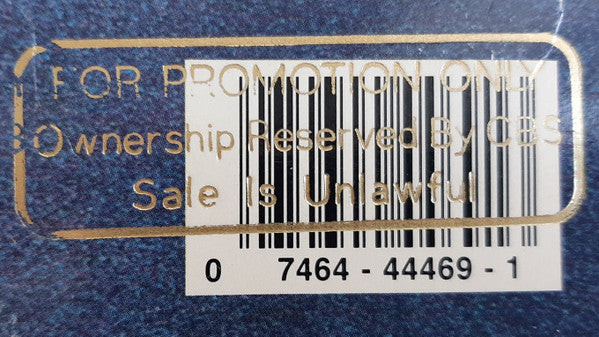 FOR PROMOTION ONLY
Ownership Reserved By CBS
Sale Is Unlawful
0 7464 - 44469 - 1